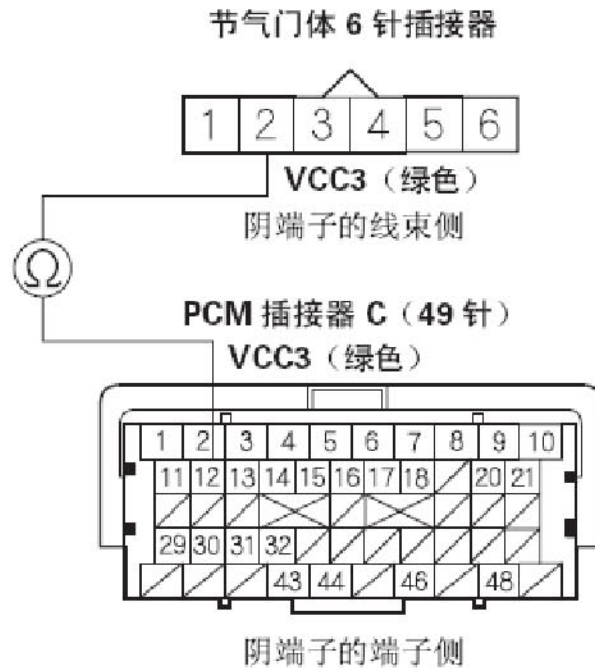 节气门体 6 针插接器
1 2 3 4 5 6
VCC3（绿色）
阴端子的线束侧
Ω
PCM 插接器 C（49 针）
VCC3（绿色）
1 2 3 4 5 6 7 8 9 10
11 12 13 14 15 16 17 18 20 21
29 30 31 32
43 44 46 48
阴端子的端子侧